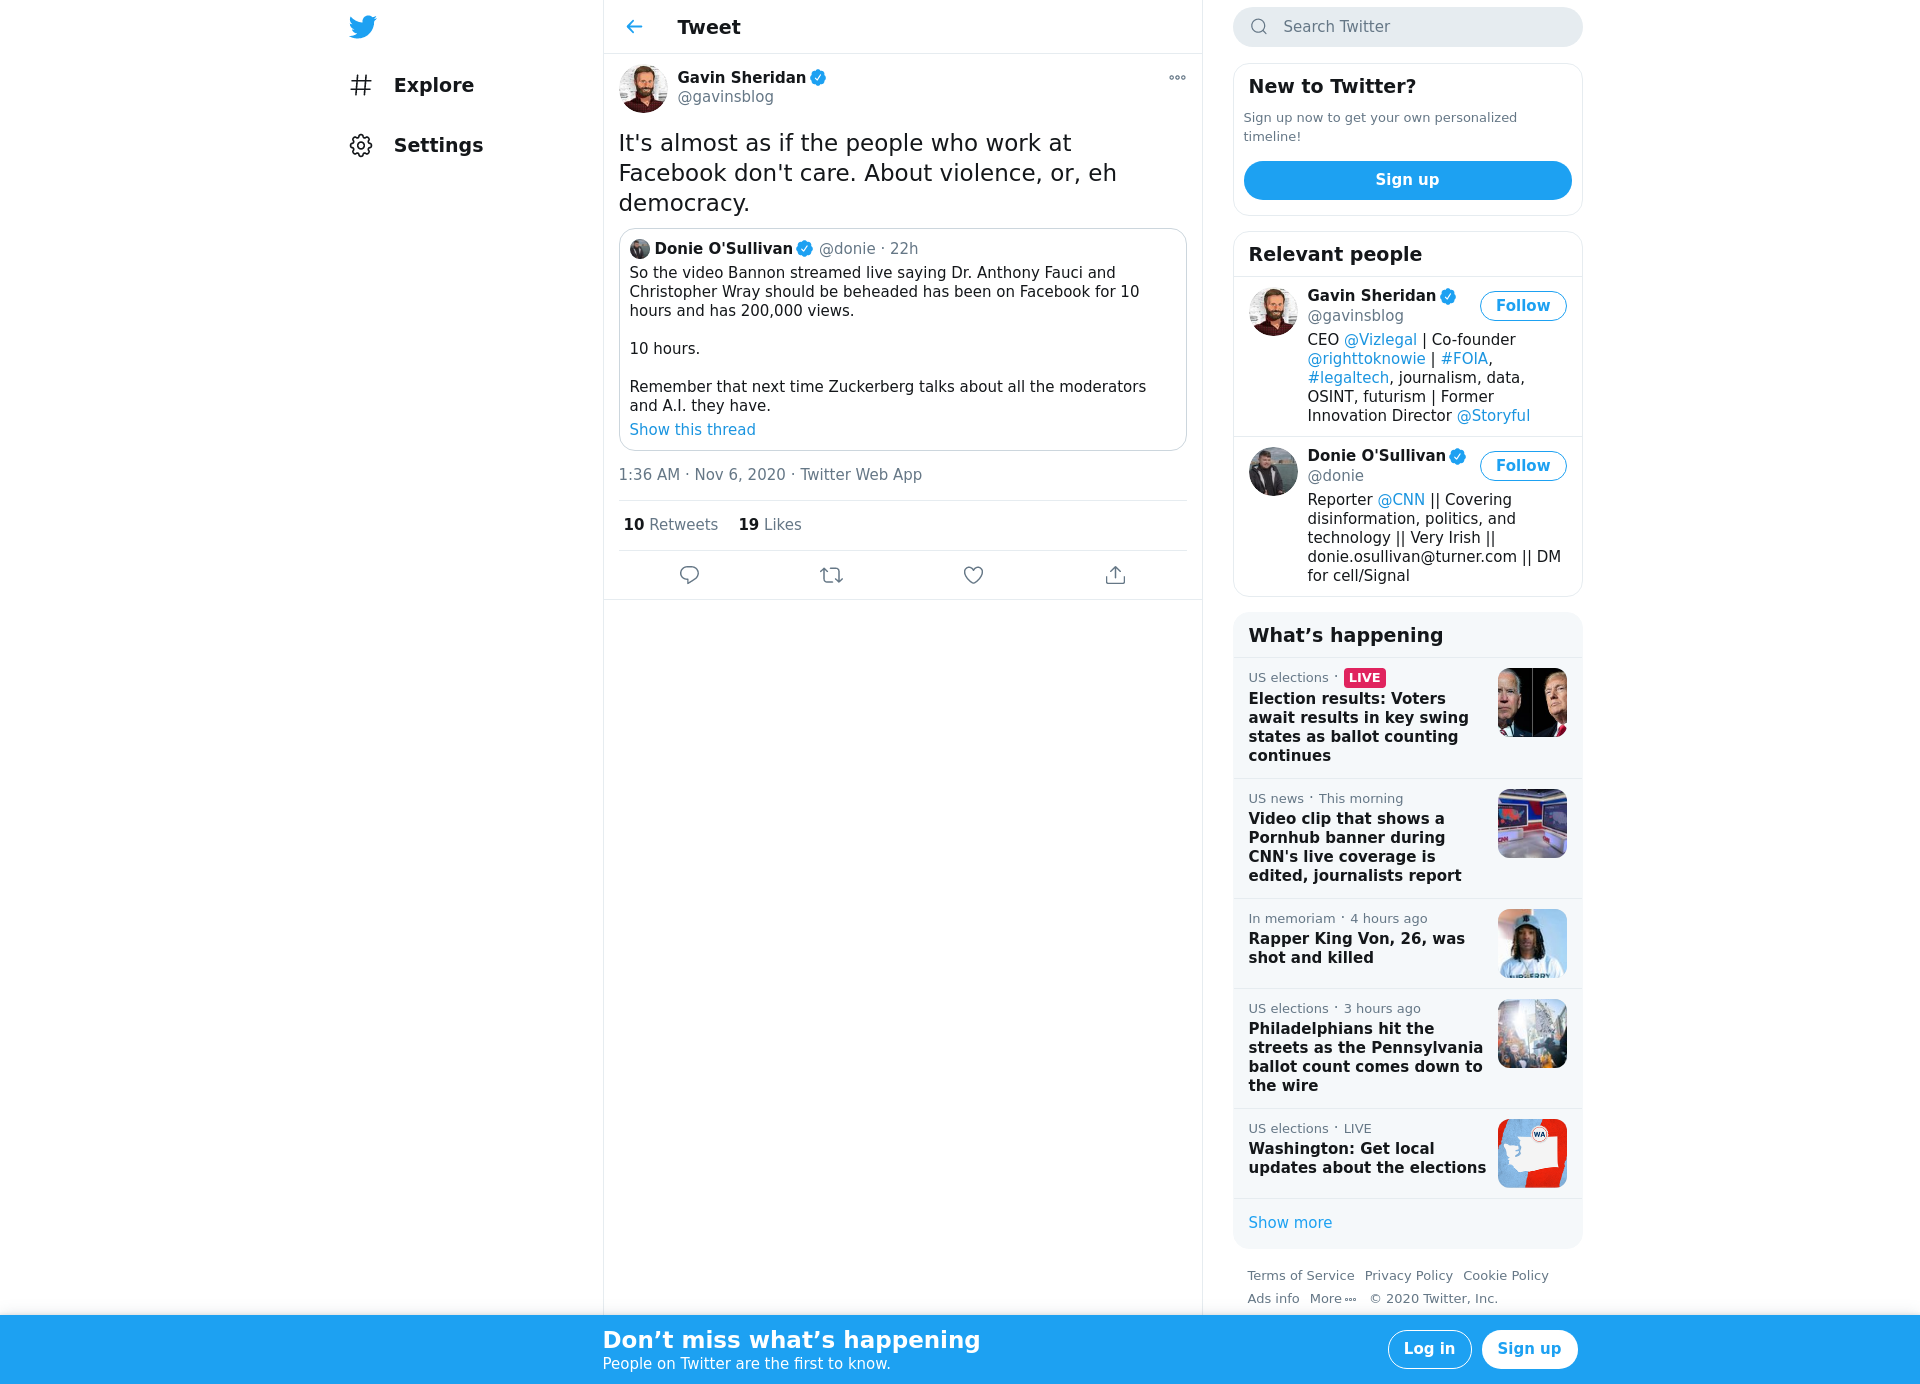 Explore
Settings
Tweet
Gavin Sheridan
@gavinsblog
It's almost as if the people who work at
Facebook don't care. About violence, or, eh
democracy.
Donie O'Sullivan @donie · 22h
So the video Bannon streamed live saying Dr. Anthony Fauci and
Christopher Wray should be beheaded has been on Facebook for 10
hours and has 200,000 views.
10 hours.
Remember that next time Zuckerberg talks about all the moderators
and A.I. they have.
Show this thread
1:36 AM · Nov 6, 2020 · Twitter Web App
10 Retweets 19 Likes
Search Twitter
New to Twitter?
Sign up now to get your own personalized
timeline!
Sign up
Relevant people
Gavin Sheridan
@gavinsblog
Follow
CEO @Vizlegal | Co-founder
@righttoknowie | #FOIA,
#legaltech, journalism, data,
OSINT, futurism | Former
Innovation Director @Storyful
Donie O'Sullivan
@donie
Follow
Reporter @CNN || Covering
disinformation, politics, and
technology || Very Irish ||
donie.osullivan@turner.com || DM
for cell/Signal
What’s happening
US elections · LIVE
Election results: Voters
await results in key swing
states as ballot counting
continues
US news · This morning
Video clip that shows a
Pornhub banner during
CNN's live coverage is
edited, journalists report
In memoriam · 4 hours ago
Rapper King Von, 26, was
shot and killed
US elections · 3 hours ago
Philadelphians hit the
streets as the Pennsylvania
ballot count comes down to
the wire
US elections · LIVE
Washington: Get local
updates about the elections
WA
Show more
Terms of Service Privacy Policy Cookie Policy
Ads info More © 2020 Twitter, Inc.
Don’t miss what’s happening
People on Twitter are the first to know.
Log in
Sign up